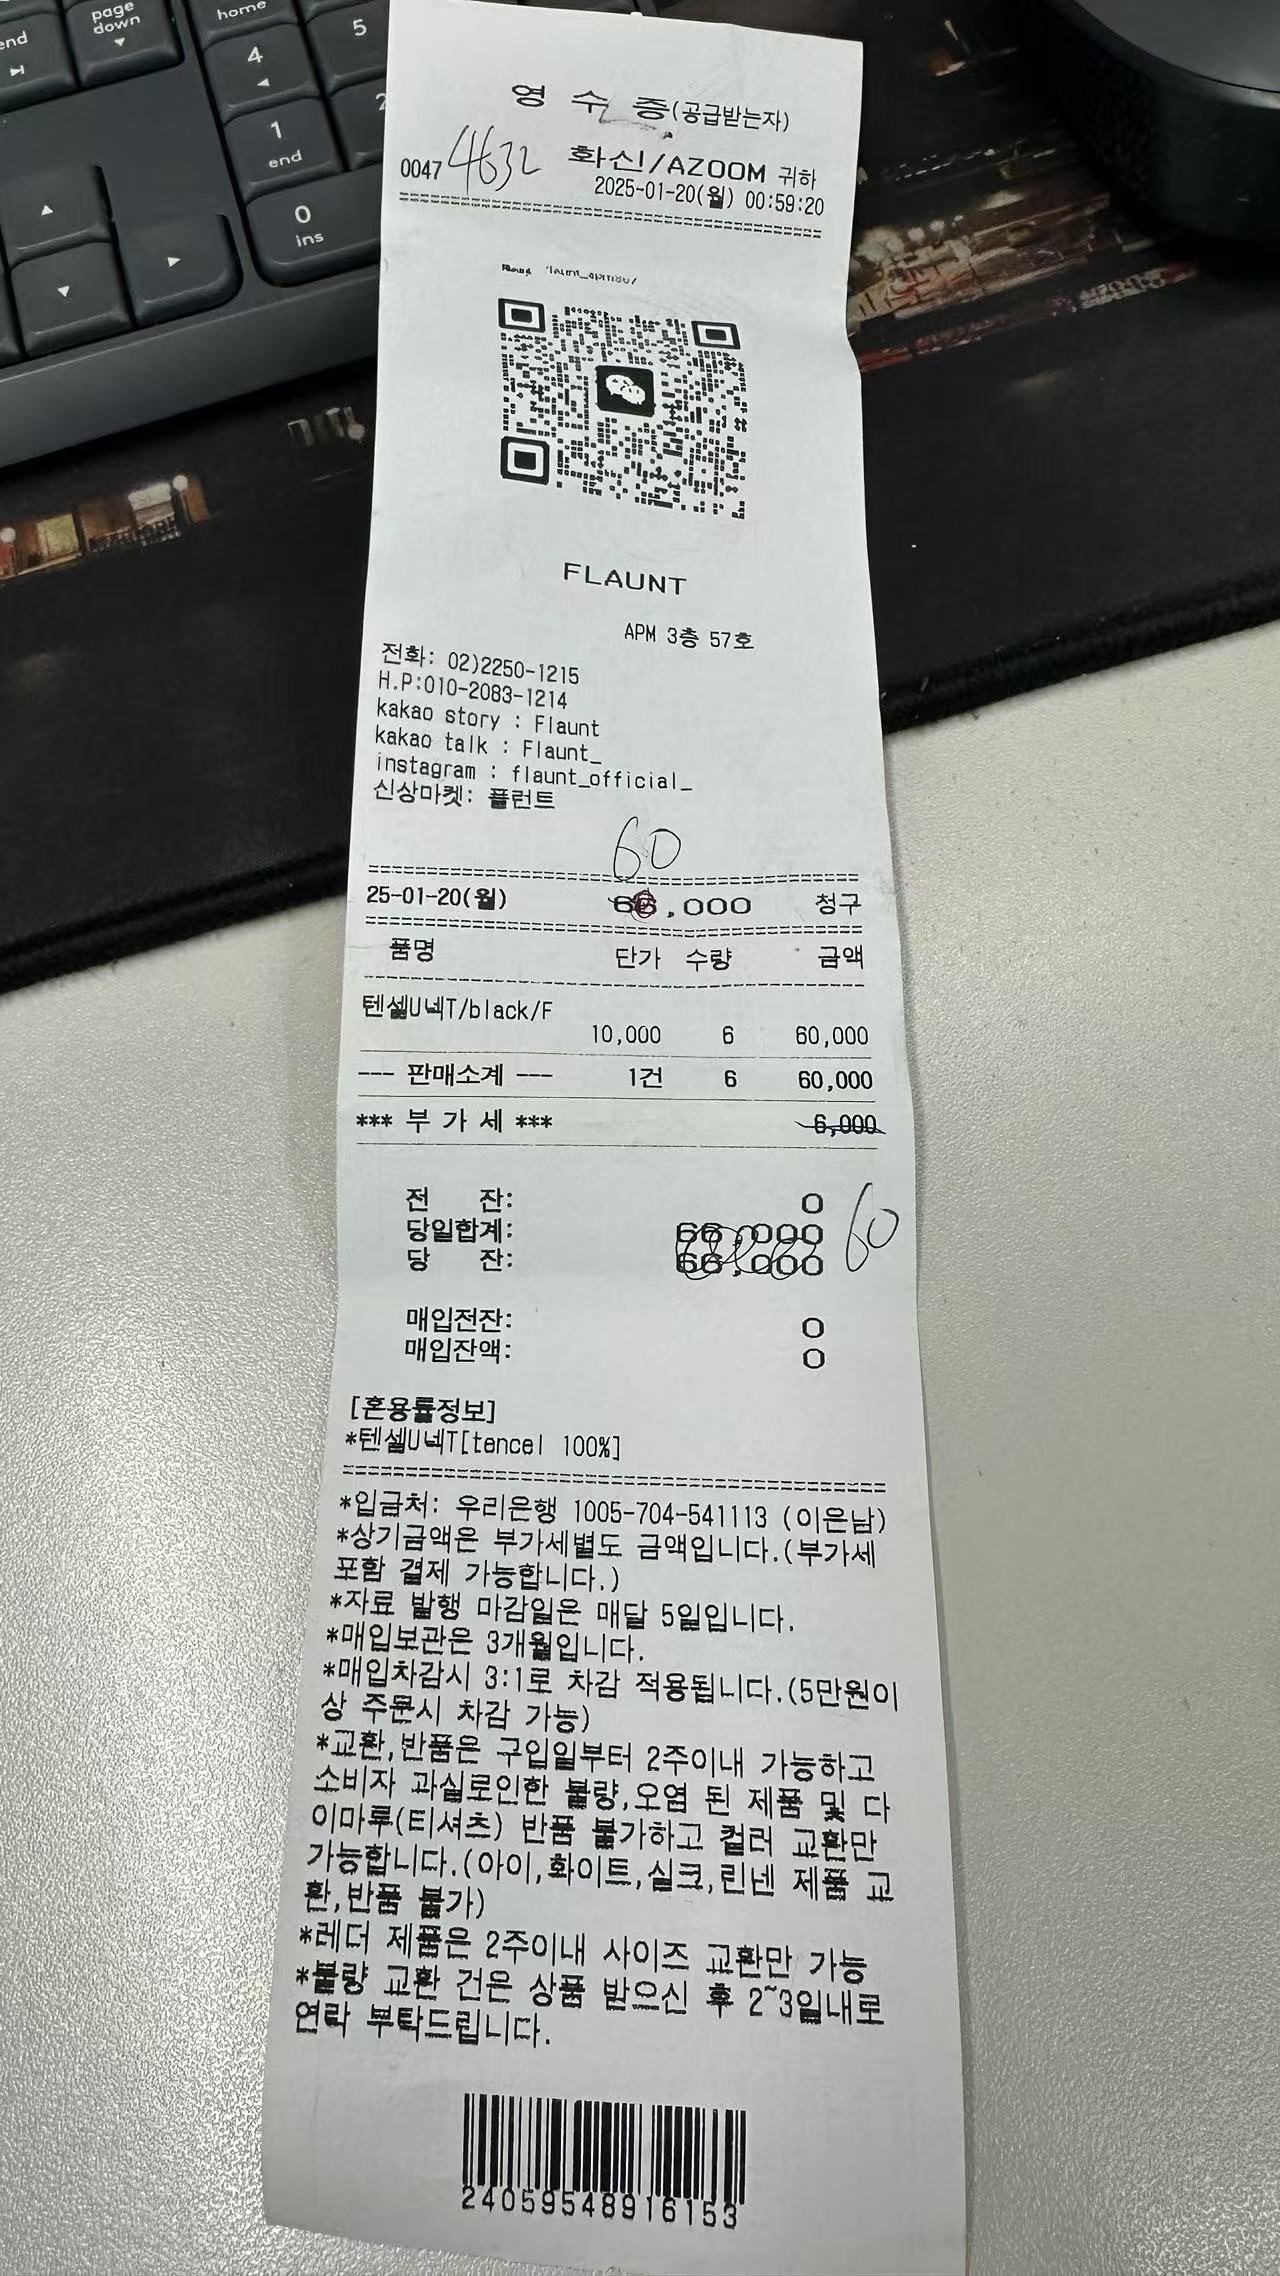 page
down
home
end
4
5
1
end
2
0
ins
영 수 증(공급받는자)
0047 4632 화신/AZOOM 귀하
2025-01-20(월) 00:59:20
FLAUNT
APM 3층 57호
전화: 02)2250-1215
H.P:010-2083-1214
kakao story : Flaunt
kakao talk : Flaunt_
instagram : flaunt_official_
신상마켓: 플런트
60
25-01-20(월) 66,000 청구
품명 단가 수량 금액
텐셀U넥T/black/F
10,000 6 60,000
--- 판매소계 --- 1건 6 60,000
*** 부 가 세 *** 6,000
전 잔: 0
당일합계: 66,000 60
당 잔: 66,000
매입전잔: 0
매입잔액: 0
[혼용률정보]
*텐셀U넥T[tencel 100%]
*입금처: 우리은행 1005-704-541113 (이은남)
*상기금액은 부가세별도 금액입니다.(부가세
포함 결제 가능합니다.)
*자료 발행 마감일은 매달 5일입니다.
*매입보관은 3개월입니다.
*매입차감시 3:1로 차감 적용됩니다.(5만원이
상 주문시 차감 가능)
*교환,반품은 구입일부터 2주이내 가능하고
소비자 과실로인한 불량,오염 된 제품 및 다
이마루(티셔츠) 반품 불가하고 컬러 교환만
가능합니다.(아이,화이트,실크,린넨 제품 교
환,반품 불가)
*레더 제품은 2주이내 사이즈 교환만 가능
*불량 교환 건은 상품 받으신 후 2~3일내로
연락 부탁드립니다.
24059548916153